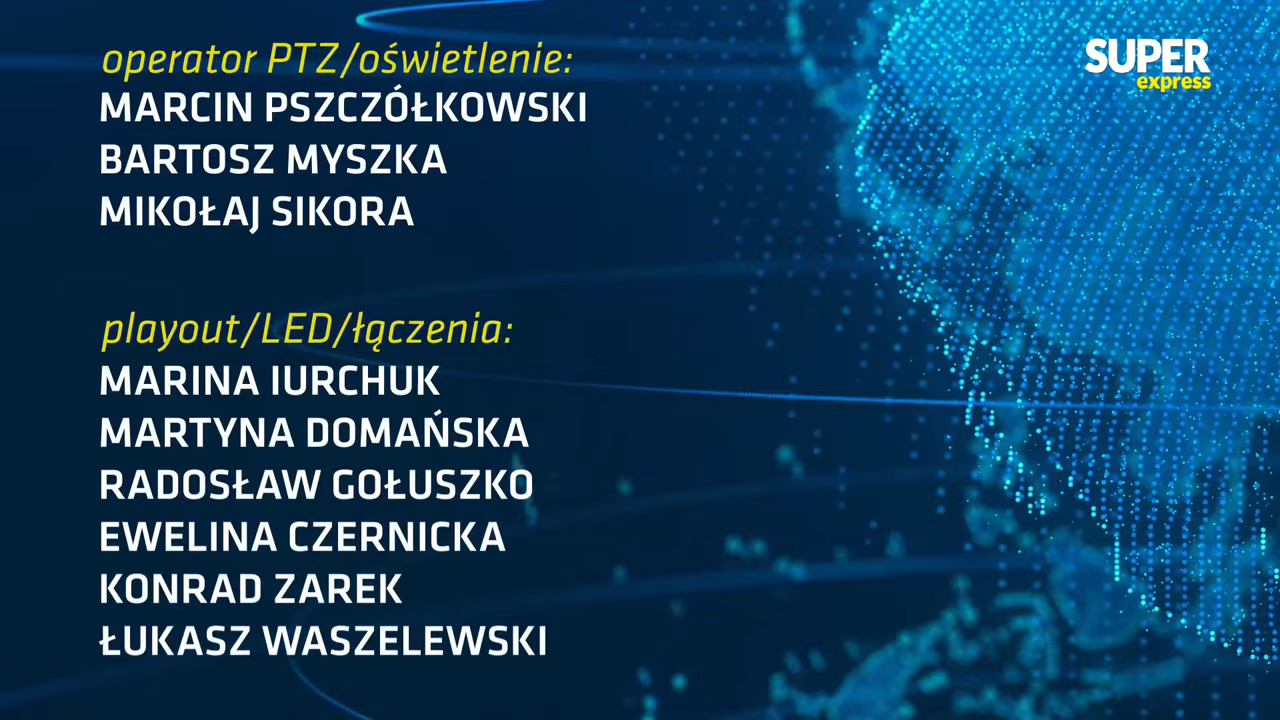 operator PTZ/oświetlenie:
MARCIN PSZCZÓŁKOWSKI
BARTOSZ MYSZKA
MIKOŁAJ SIKORA
playout/LED/łączenia:
MARINA IURCHUK
MARTYNA DOMAŃSKA
RADOSŁAW GOŁUSZKO
EWELINA CZERNICKA
KONRAD ZAREK
ŁUKASZ WASZELEWSKI
SUPER
express